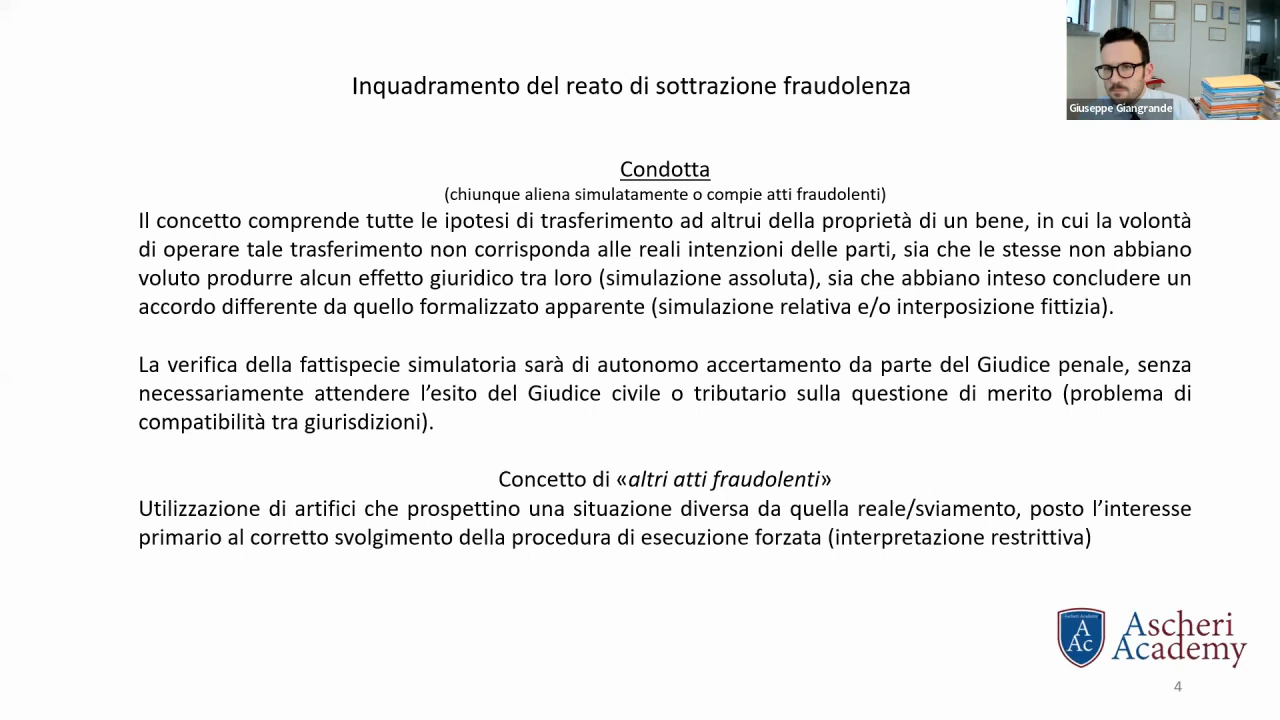 Giuseppe Giangrande
Inquadramento del reato di sottrazione fraudolenza
Condotta
(chiunque aliena simulatamente o compie atti fraudolenti)
Il concetto comprende tutte le ipotesi di trasferimento ad altrui della proprietà di un bene, in cui la volontà
di operare tale trasferimento non corrisponda alle reali intenzioni delle parti, sia che le stesse non abbiano
voluto produrre alcun effetto giuridico tra loro (simulazione assoluta), sia che abbiano inteso concludere un
accordo differente da quello formalizzato apparente (simulazione relativa e/o interposizione fittizia).
La verifica della fattispecie simulatoria sarà di autonomo accertamento da parte del Giudice penale, senza
necessariamente attendere l’esito del Giudice civile o tributario sulla questione di merito (problema di
compatibilità tra giurisdizioni).
Concetto di «altri atti fraudolenti»
Utilizzazione di artifici che prospettino una situazione diversa da quella reale/sviamento, posto l’interesse
primario al corretto svolgimento della procedura di esecuzione forzata (interpretazione restrittiva)
A
Ac
Ascheri
Academy
4